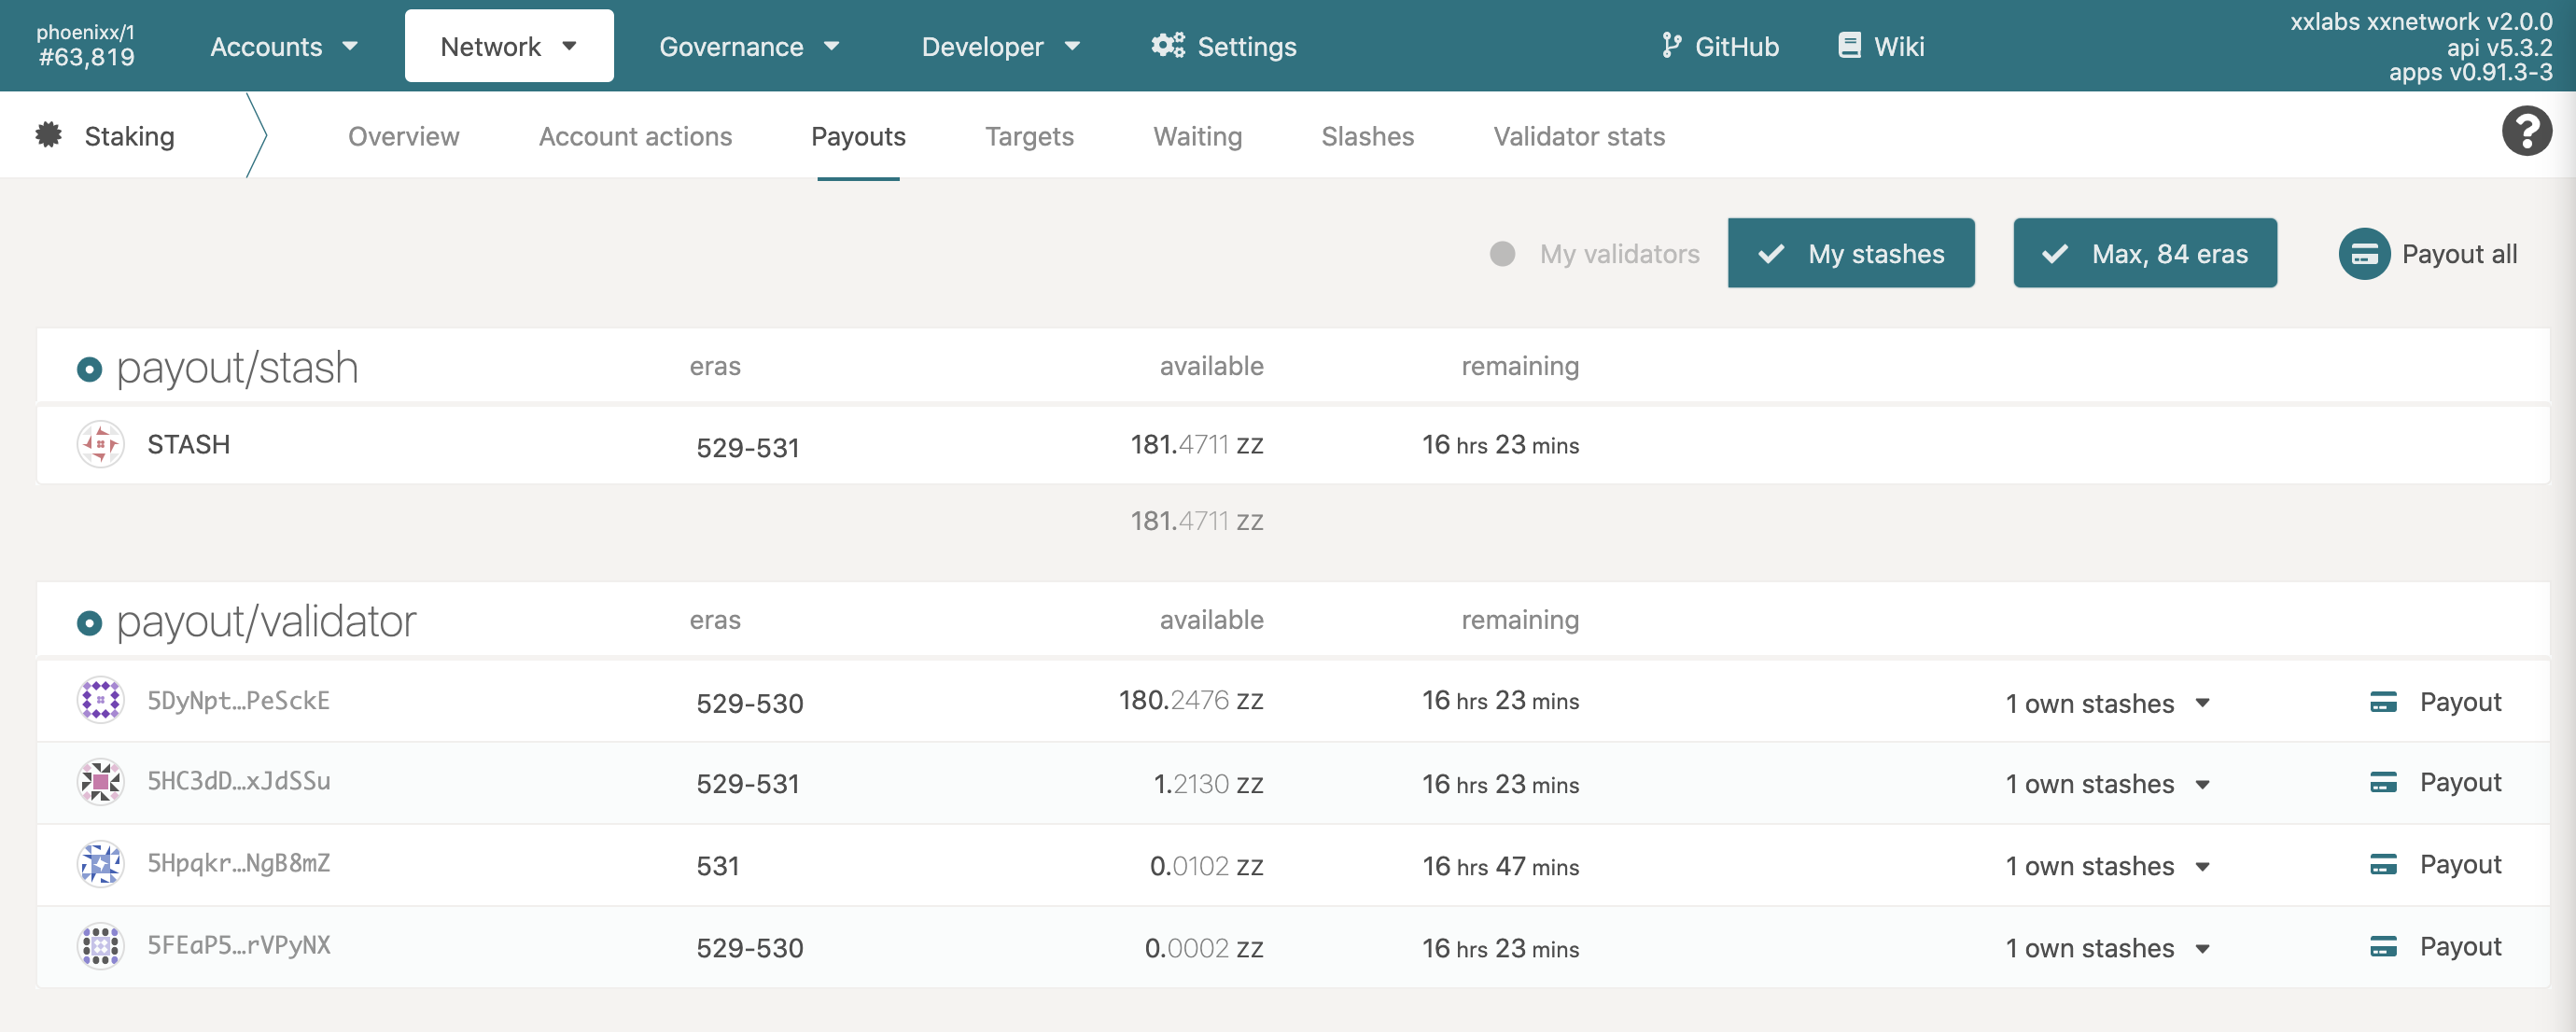 phoenixx/1
#63,819
Accounts
Network
Governance
Developer
Settings
GitHub
Wiki
xxlabs xxnetwork v2.0.0
api v5.3.2
apps v0.91.3-3
Staking
Overview
Account actions
Payouts
Targets
Waiting
Slashes
Validator stats
?
My validators
My stashes
Max, 84 eras
Payout all
payout/stash eras available remaining
STASH 529-531 181.4711 zz 16 hrs 23 mins
181.4711 zz
payout/validator eras available remaining
5DyNpt…PeSckE 529-530 180.2476 zz 16 hrs 23 mins 1 own stashes Payout
5HC3dD…xJdSSu 529-531 1.2130 zz 16 hrs 23 mins 1 own stashes Payout
5Hpqkr…NgB8mZ 531 0.0102 zz 16 hrs 47 mins 1 own stashes Payout
5FEaP5…rVPyNX 529-530 0.0002 zz 16 hrs 23 mins 1 own stashes Payout